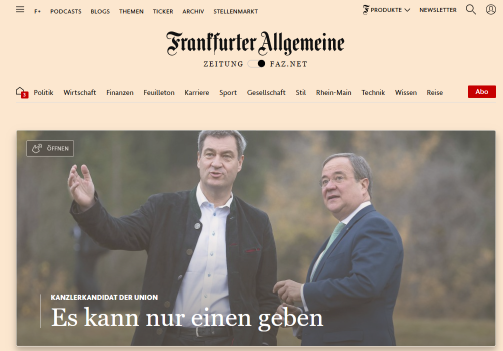 F+ PODCASTS BLOGS THEMEN TICKER ARCHIV STELLENMARKT PRODUKTE NEWSLETTER
Frankfurter Allgemeine
ZEITUNG FAZ.NET
Politik Wirtschaft Finanzen Feuilleton Karriere Sport Gesellschaft Stil Rhein-Main Technik Wissen Reise Abo
ÖFFNEN
KANZLERKANDIDAT DER UNION
Es kann nur einen geben